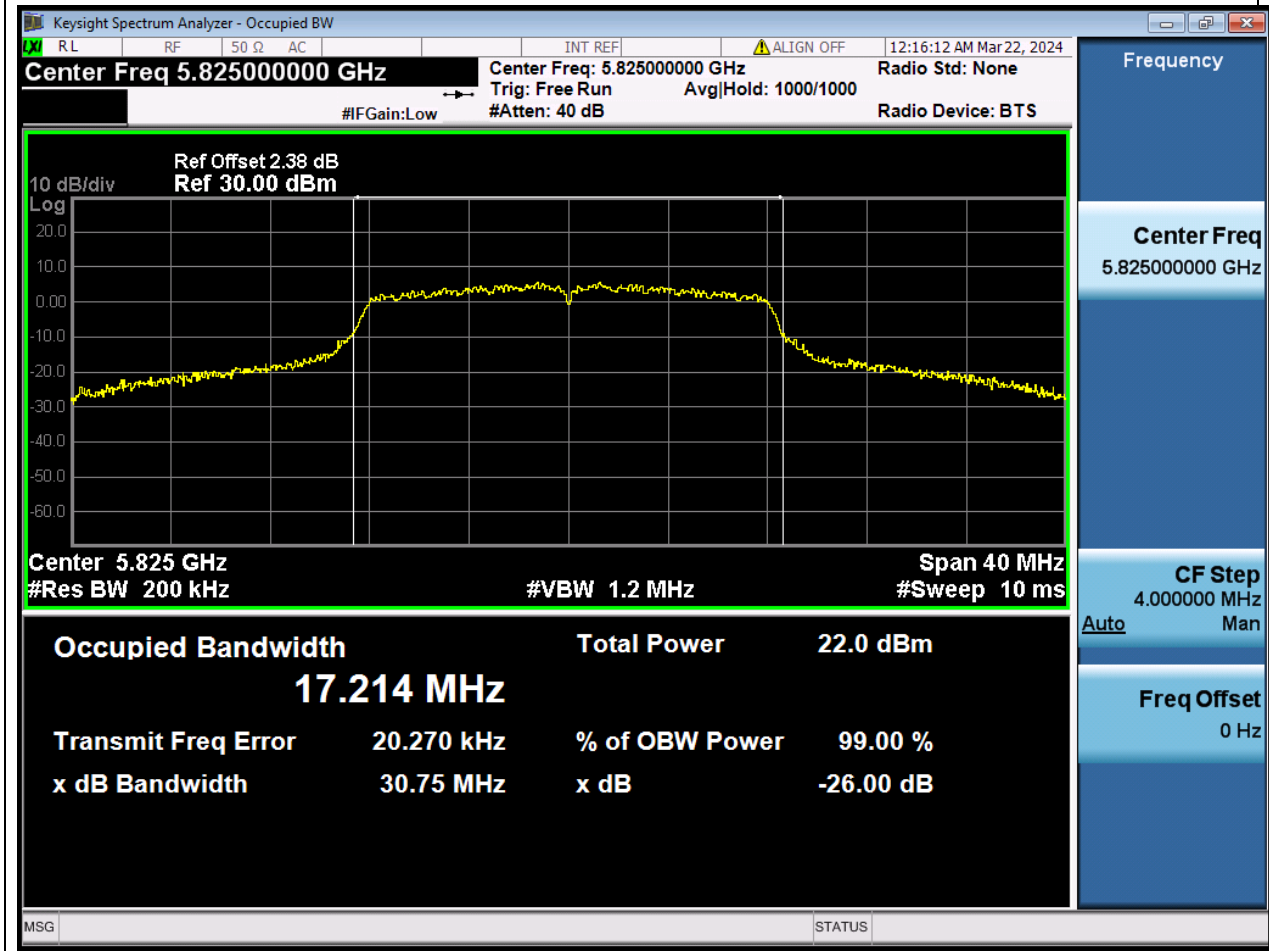 Keysight Spectrum Analyzer - Occupied BW
LXI RL RF 50 Ω AC INT REF ALIGN OFF 12:16:12 AM Mar 22, 2024
Center Freq 5.825000000 GHz Center Freq: 5.825000000 GHz Radio Std: None
Trig: Free Run Avg|Hold: 1000/1000
#IFGain:Low #Atten: 40 dB Radio Device: BTS
Ref Offset 2.38 dB
10 dB/div Ref 30.00 dBm
Log
20.0
10.0
0.00
-10.0
-20.0
-30.0
-40.0
-50.0
-60.0
Center 5.825 GHz Span 40 MHz
#Res BW 200 kHz #VBW 1.2 MHz #Sweep 10 ms
Occupied Bandwidth Total Power 22.0 dBm
17.214 MHz
Transmit Freq Error 20.270 kHz % of OBW Power 99.00 %
x dB Bandwidth 30.75 MHz x dB -26.00 dB
Frequency
Center Freq
5.825000000 GHz
CF Step
4.000000 MHz
Auto Man
Freq Offset
0 Hz
MSG STATUS